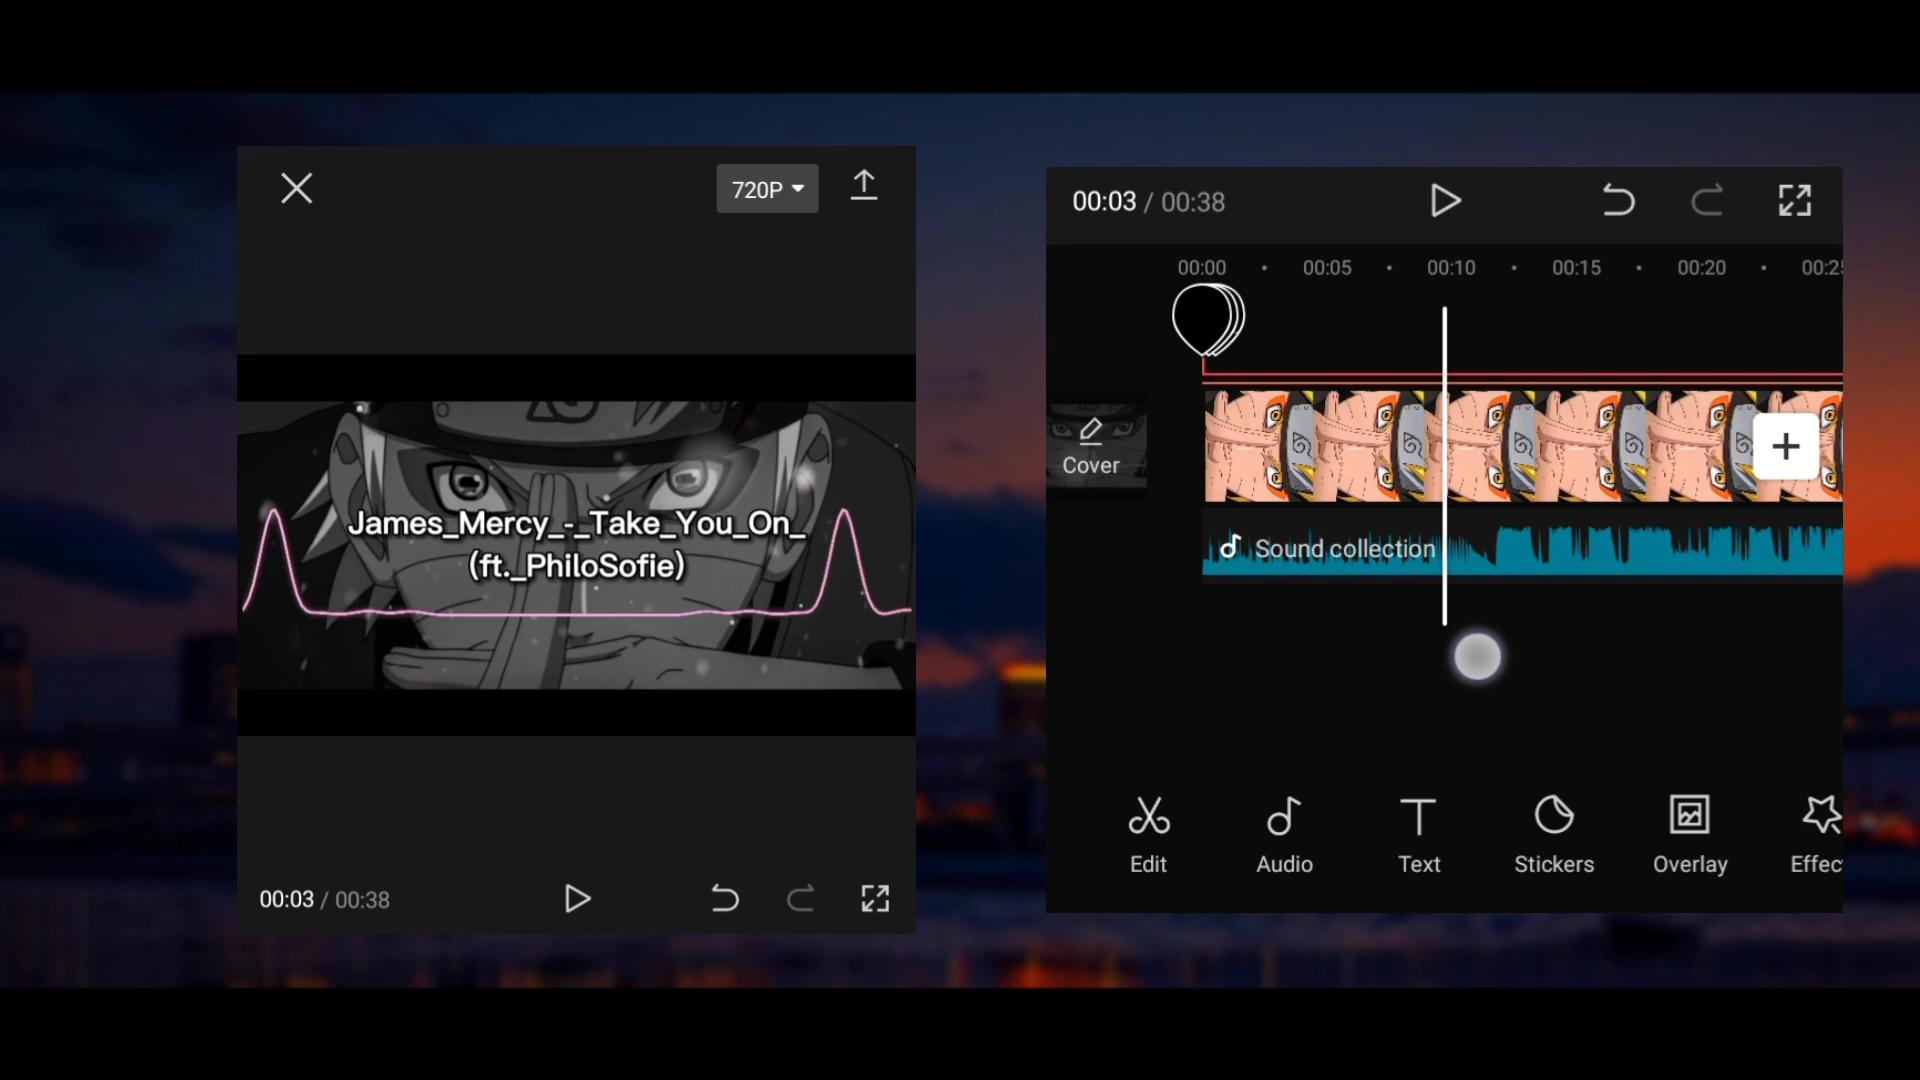 720P
James_Mercy_-_Take_You_On_
(ft._PhiloSofie)
00:03 / 00:38
00:03 / 00:38
00:00 00:05 00:10 00:15 00:20 00:25
Cover
Sound collection
Edit Audio Text Stickers Overlay Effec